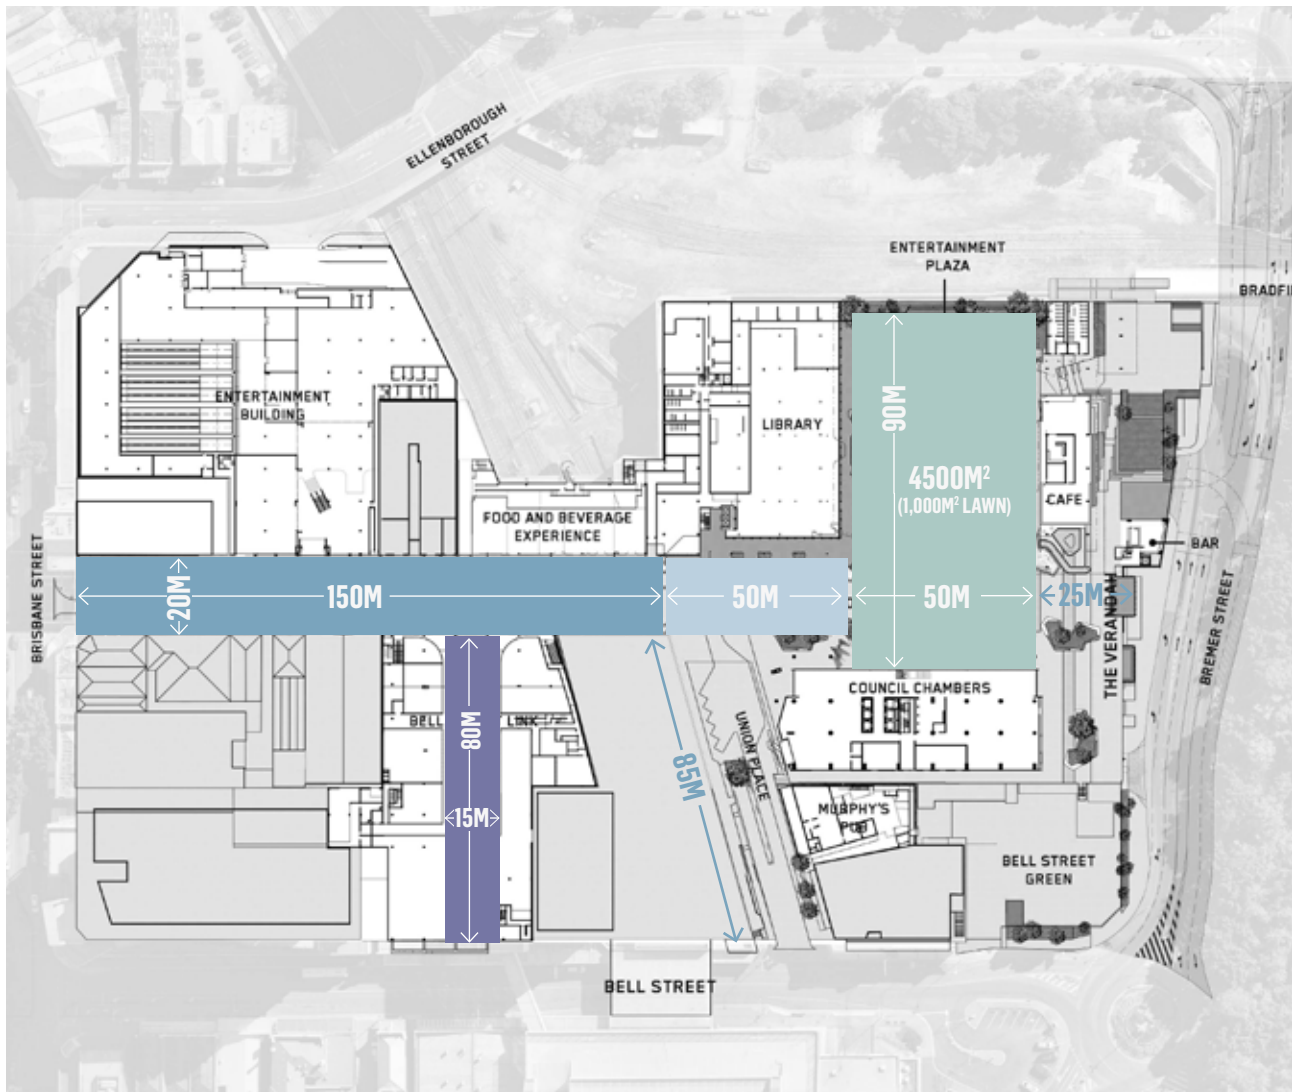 ELLENBOROUGH
STREET
ENTERTAINMENT
PLAZA
BRADFI
ENTERTAINMENT
BUILDING
LIBRARY
90M
4500M²
(1,000M² LAWN)
CAFE
FOOD AND BEVERAGE
EXPERIENCE
BAR
BRISBANE STREET
20M
150M
50M
50M
25M
THE VERANDAH
BREMER STREET
COUNCIL CHAMBERS
BELL
LINK
80M
15M
85M
UNION PLACE
MURPHY'S
PUB
BELL STREET
GREEN
BELL STREET